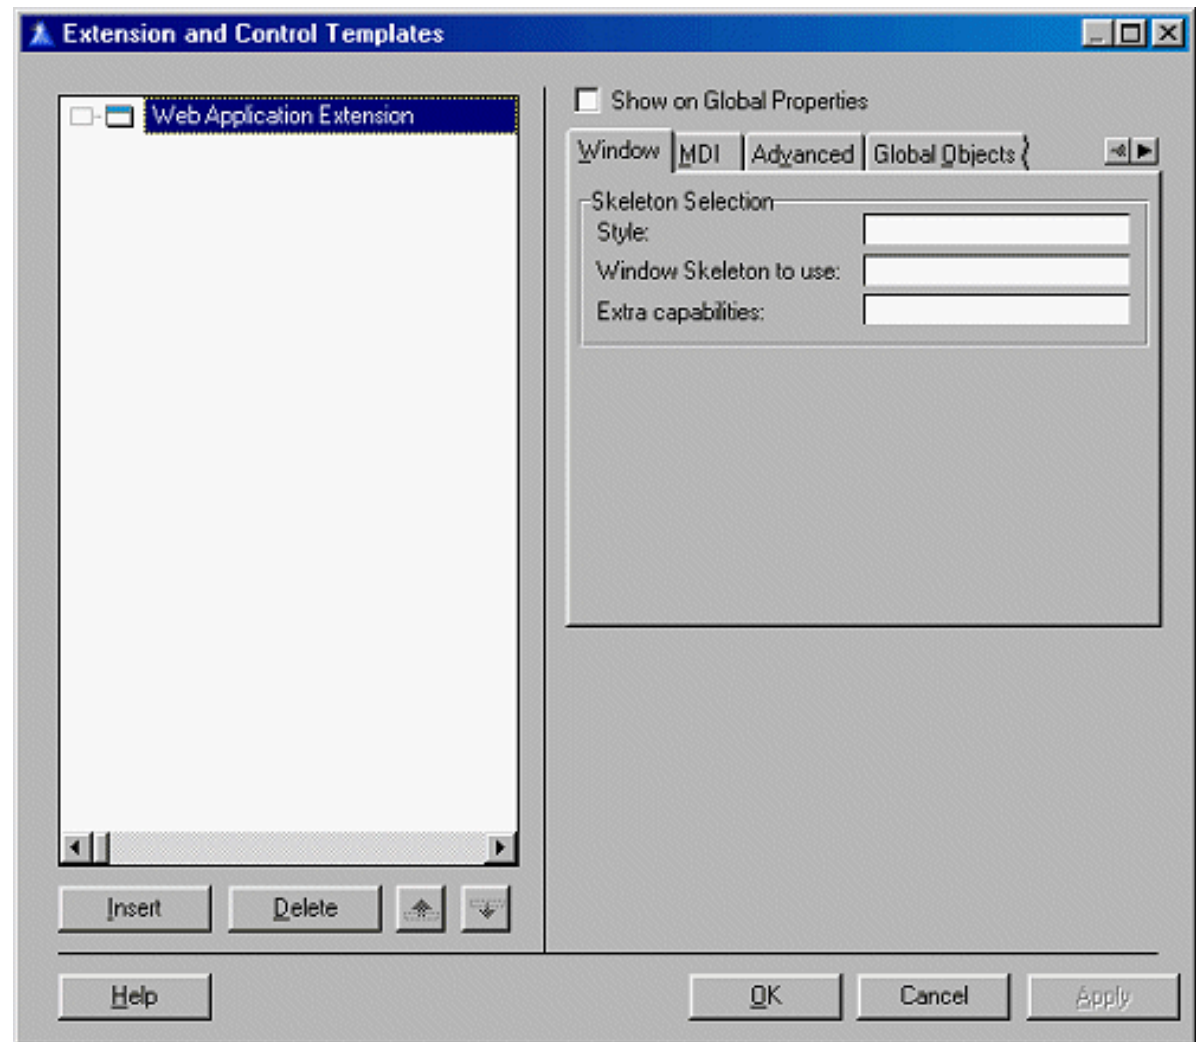 Extension and Control Templates
Web Application Extension
Show on Global Properties
Window MDI Advanced Global Objects
Skeleton Selection
Style:
Window Skeleton to use:
Extra capabilities:
Insert Delete
Help OK Cancel Apply